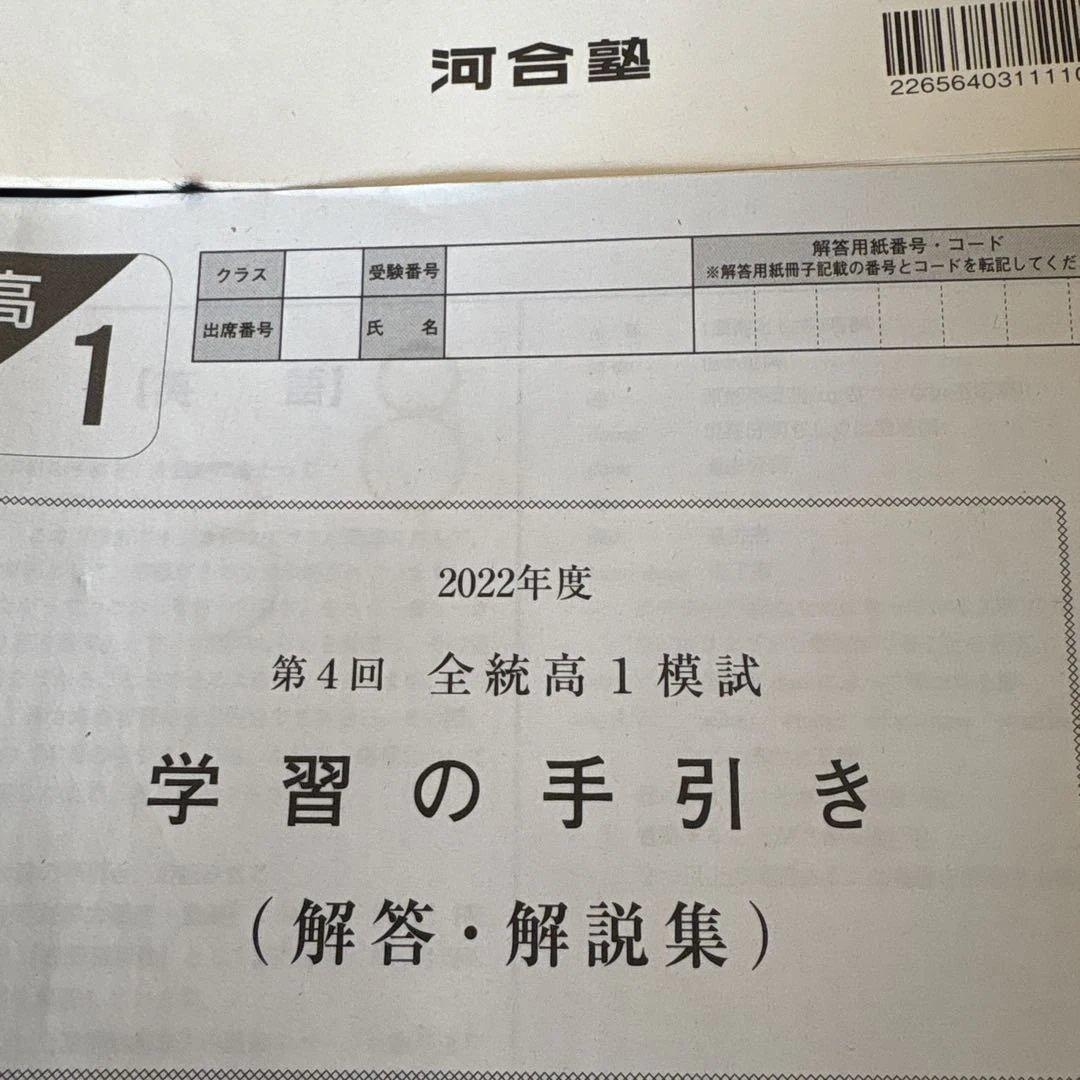 河合塾
22656403111110
高1
クラス 受験番号 解答用紙番号・コード
※解答用紙冊子記載の番号とコードを転記してくだ
出席番号 氏 名
2022年度
第4回 全統高1模試
学習の手引き
(解答・解説集)